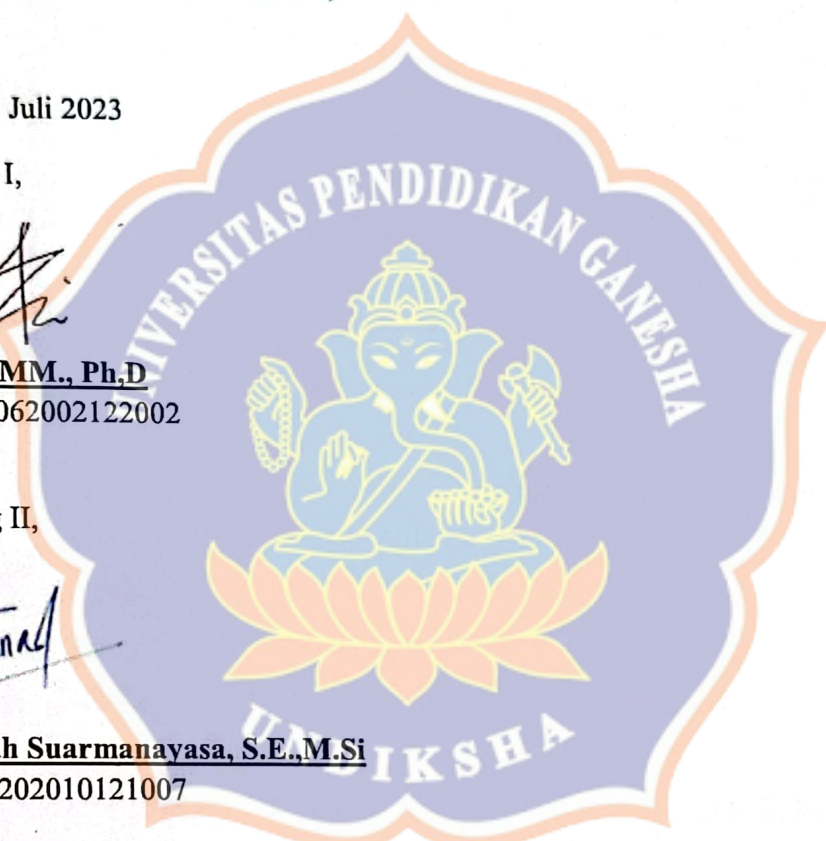 Juli 2023
I,
UNIVERSITAS PENDIDIKAN GANESHA
MM., Ph,D
062002122002
II,
h Suarmanayasa, S.E.,M.Si
202010121007
UNDIKSHA